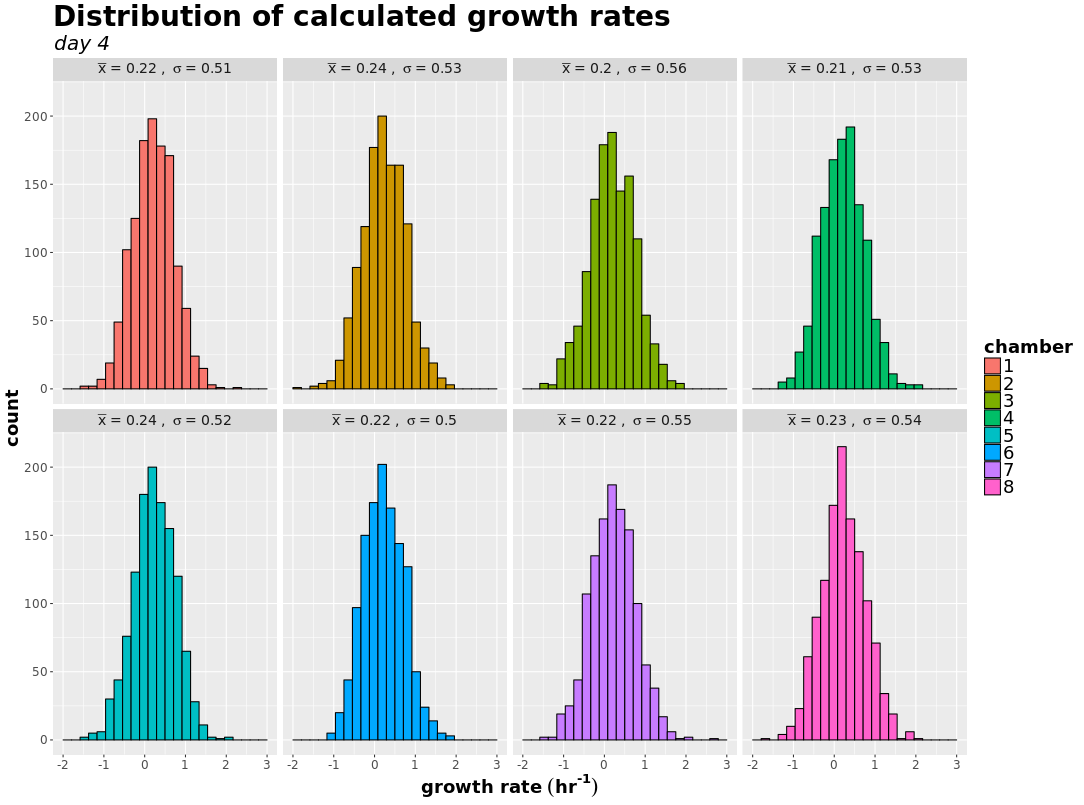 Distribution of calculated growth rates
day 4
x̅ = 0.22 , σ = 0.51
x̅ = 0.24 , σ = 0.53
x̅ = 0.2 , σ = 0.56
x̅ = 0.21 , σ = 0.53
200
150
100
50
0
x̅ = 0.24 , σ = 0.52
x̅ = 0.22 , σ = 0.5
x̅ = 0.22 , σ = 0.55
x̅ = 0.23 , σ = 0.54
200
150
100
50
0
-2 -1 0 1 2 3
-2 -1 0 1 2 3
-2 -1 0 1 2 3
-2 -1 0 1 2 3
count
growth rate (hr⁻¹)
chamber
1
2
3
4
5
6
7
8